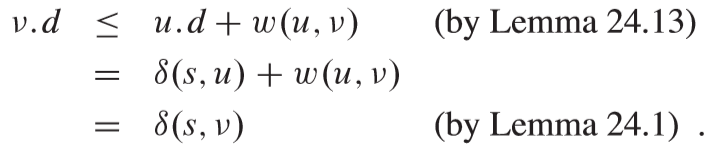 ν.d ≤ u.d + w(u, ν) (by Lemma 24.13)
= δ(s, u) + w(u, ν)
= δ(s, ν) (by Lemma 24.1) .